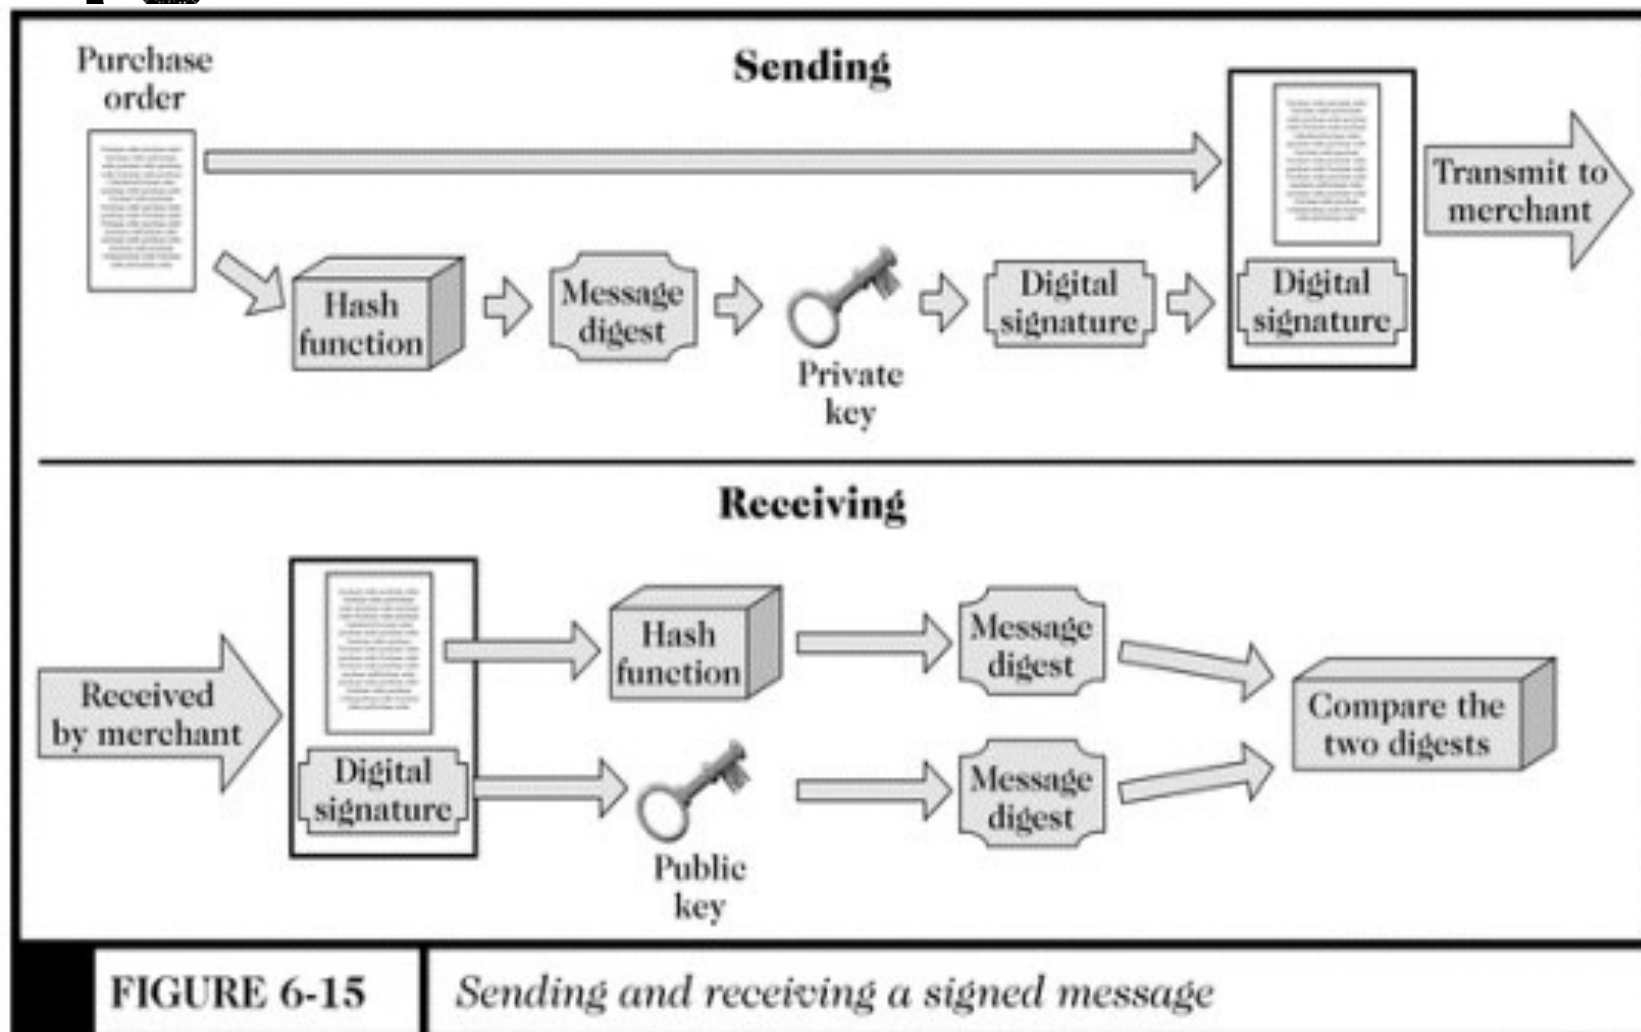 Purchase
order
Sending
Transmit to
merchant
Hash
function
Message
digest
Private
key
Digital
signature
Digital
signature
Receiving
Received
by merchant
Digital
signature
Hash
function
Public
key
Message
digest
Message
digest
Compare the
two digests
FIGURE 6-15
Sending and receiving a signed message